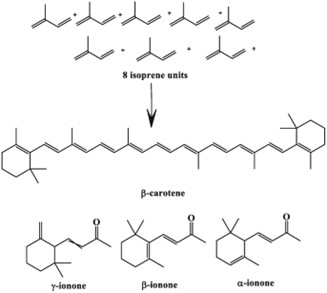 + + + +
- + +
8 isoprene units
β-carotene
O O O
γ-ionone β-ionone α-ionone